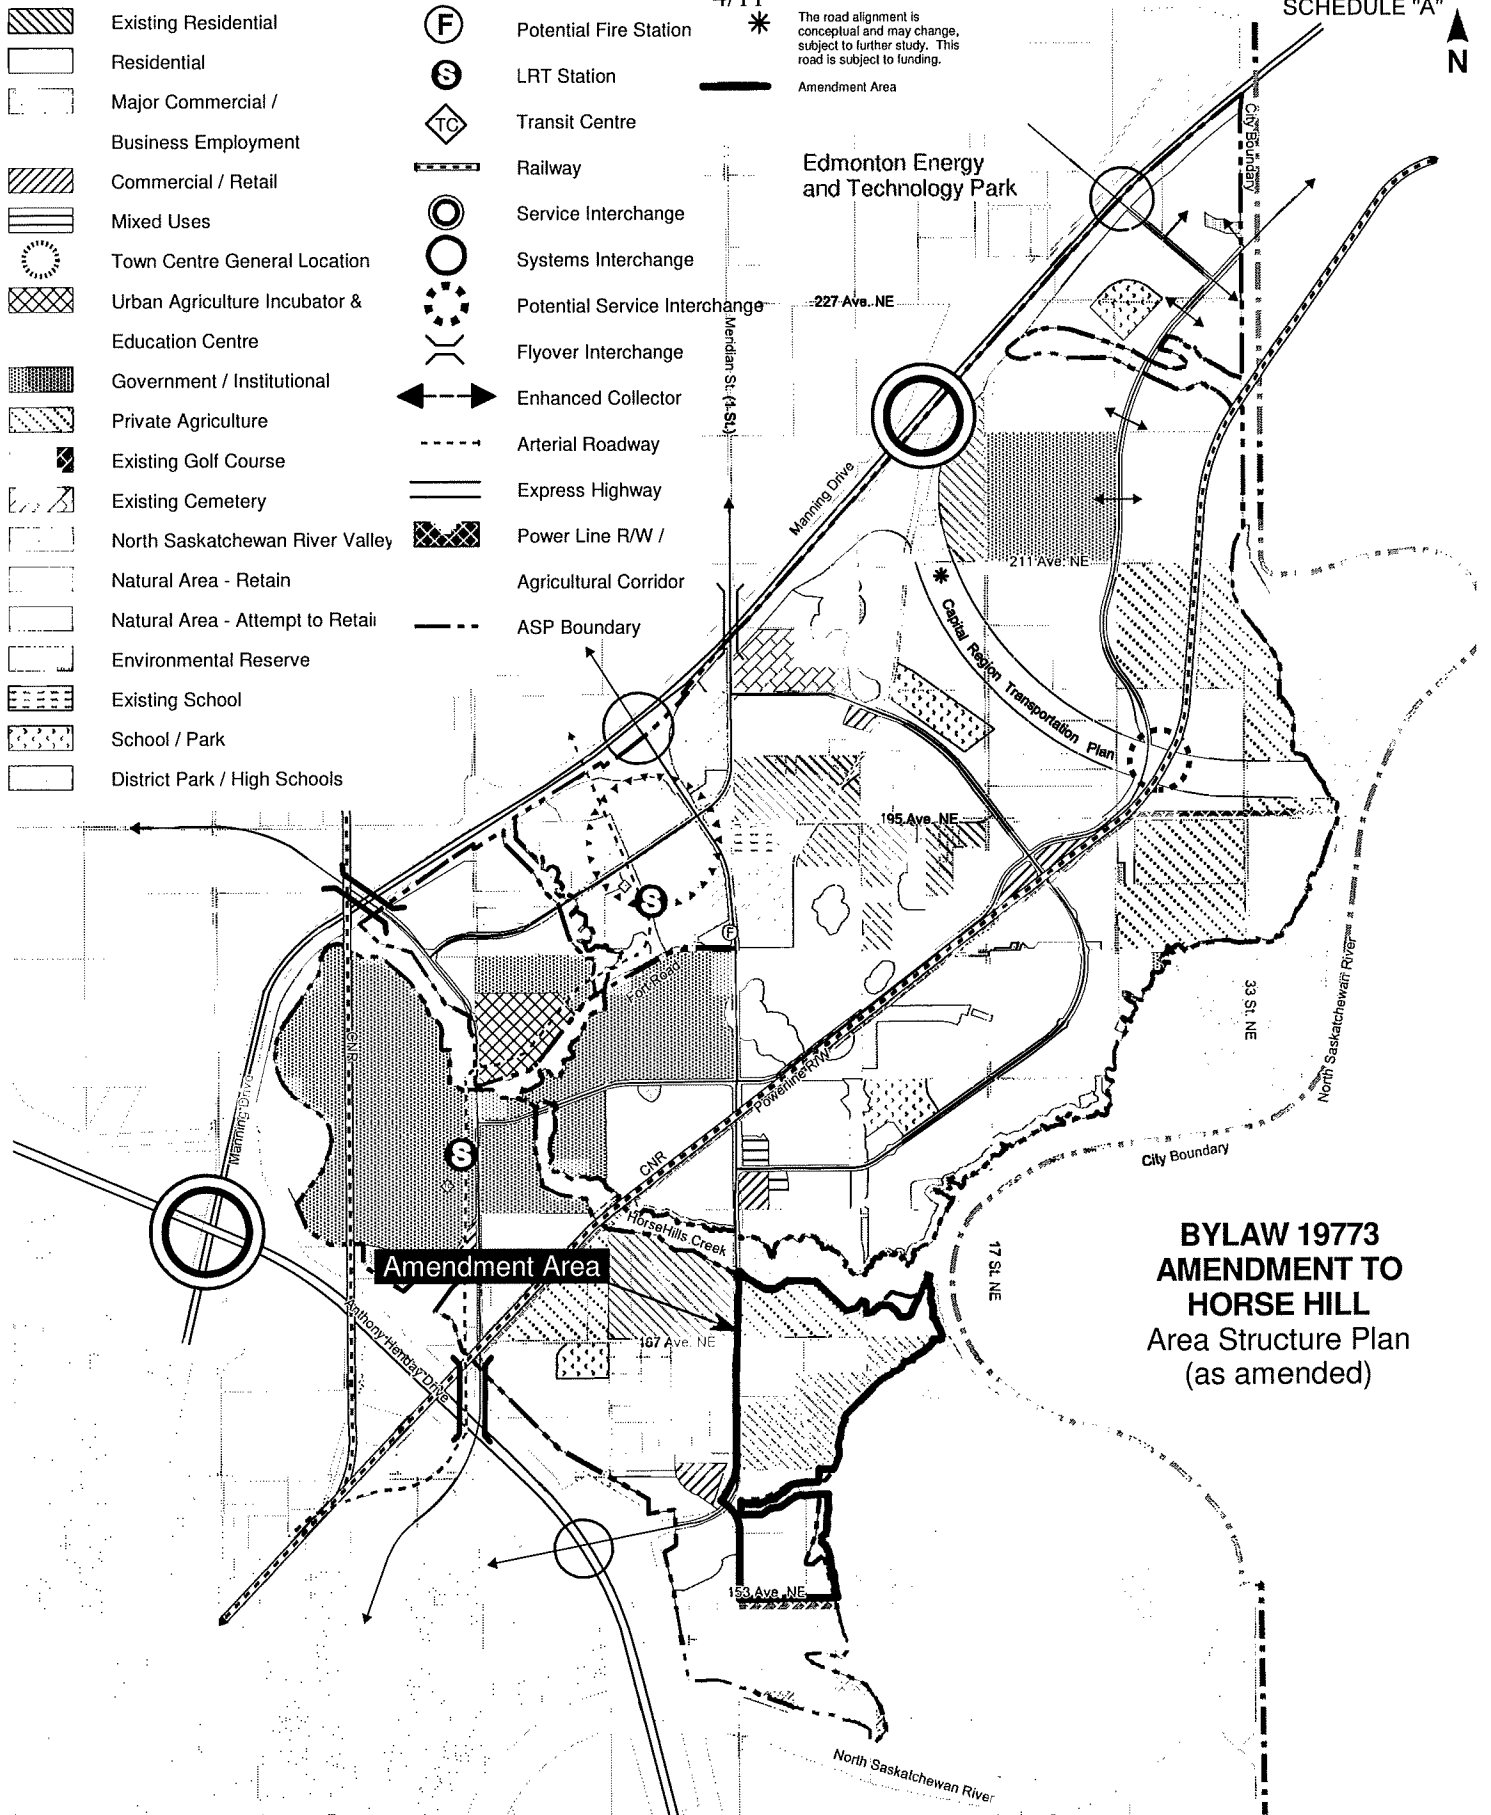 4/11
SCHEDULE "A"
N
Existing Residential
Residential
Major Commercial /
Business Employment
Commercial / Retail
Mixed Uses
Town Centre General Location
Urban Agriculture Incubator &
Education Centre
Government / Institutional
Private Agriculture
Existing Golf Course
Existing Cemetery
North Saskatchewan River Valley
Natural Area - Retain
Natural Area - Attempt to Retain
Environmental Reserve
Existing School
School / Park
District Park / High Schools
F
Potential Fire Station
S
LRT Station
TC
Transit Centre
Railway
Service Interchange
Systems Interchange
Potential Service Interchange
Flyover Interchange
Enhanced Collector
Arterial Roadway
Express Highway
Power Line R/W /
Agricultural Corridor
ASP Boundary
The road alignment is
conceptual and may change,
subject to further study. This
road is subject to funding.
Amendment Area
City Boundary
Edmonton Energy
and Technology Park
227 Ave. NE
Meridian St. (1 St.)
Manning Drive
211 Ave. NE
Capital Region Transportation Plan
195 Ave. NE
S
F
Fort Road
CNR
33 St. NE
North Saskatchewan River
Powerline R/W
Manning Drive
S
CNR
City Boundary
HorseHills Creek
17 St. NE
Amendment Area
Anthony Henday Drive
167 Ave. NE
BYLAW 19773
AMENDMENT TO
HORSE HILL
Area Structure Plan
(as amended)
153 Ave. NE
North Saskatchewan River